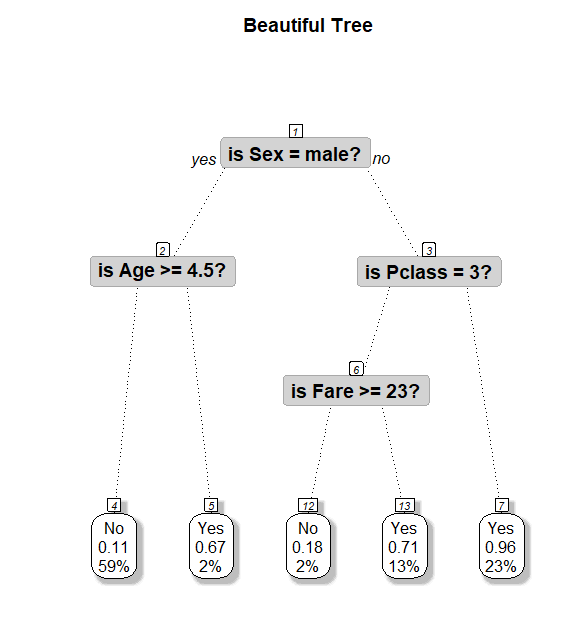 Beautiful Tree
1
yes is Sex = male? no
2
is Age >= 4.5?
3
is Pclass = 3?
6
is Fare >= 23?
4
No
0.11
59%
5
Yes
0.67
2%
12
No
0.18
2%
13
Yes
0.71
13%
7
Yes
0.96
23%